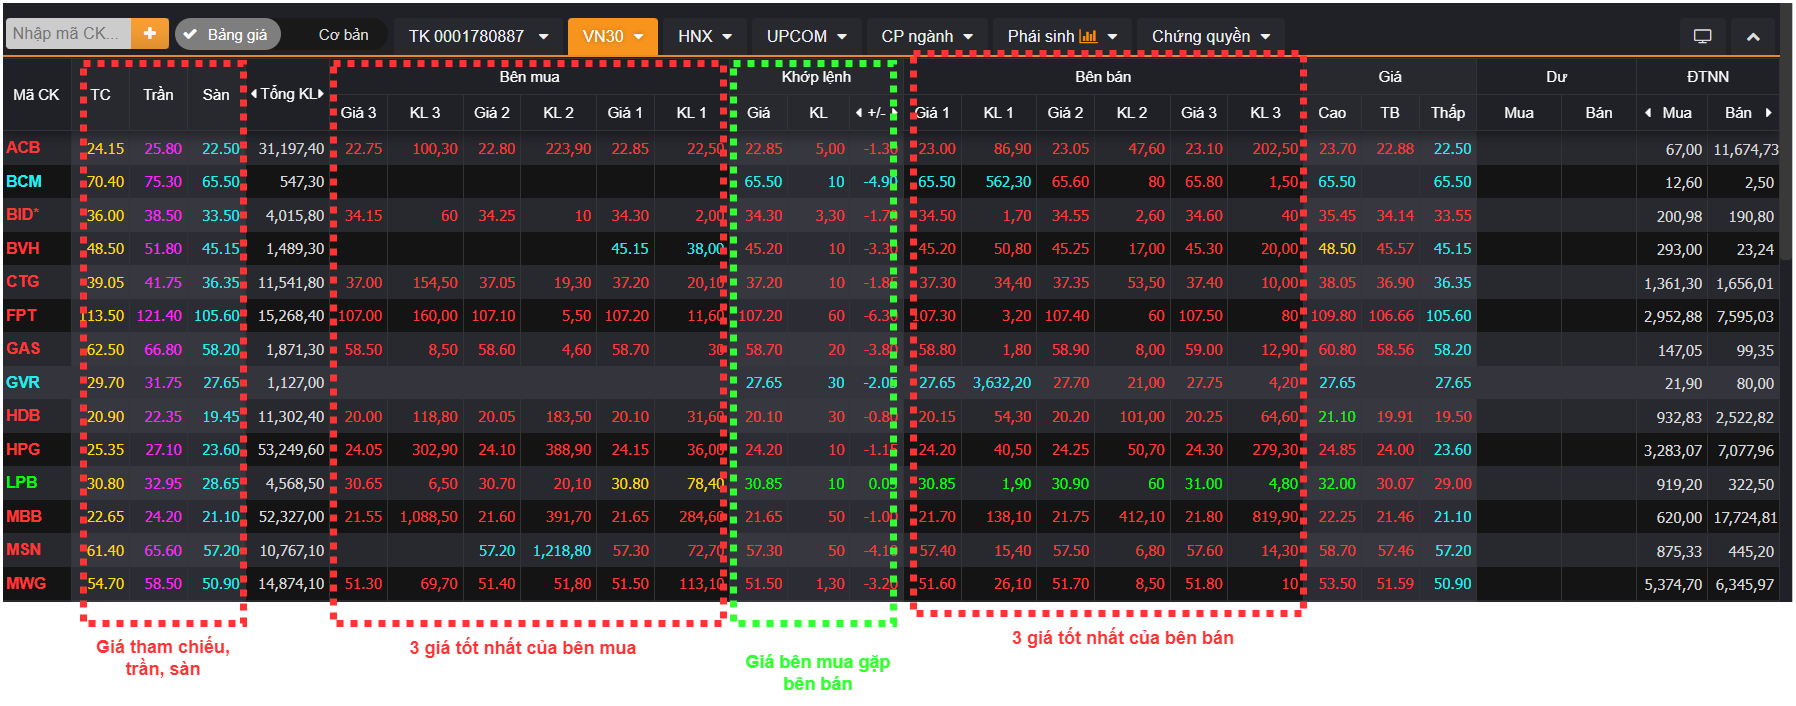 Nhập mã CK... + Bảng giá Cơ bản TK 0001780887 VN30 HNX UPCOM CP ngành Phái sinh Chứng quyền
Mã CK TC Trần Sàn Tổng KL Bên mua Khớp lệnh Bên bán Giá Dư ĐTNN
Giá 3 KL 3 Giá 2 KL 2 Giá 1 KL 1 Giá KL +/- Giá 1 KL 1 Giá 2 KL 2 Giá 3 KL 3 Cao TB Thấp Mua Bán Mua Bán
ACB 24.15 25.80 22.50 31,197,40 22.75 100,30 22.80 223,90 22.85 22,50 22.85 5,00 -1.30 23.00 86,90 23.05 47,60 23.10 202,50 23.70 22.88 22.50 67,00 11,674,73
BCM 70.40 75.30 65.50 547,30 65.50 10 -4.90 65.50 562,30 65.60 80 65.80 1,50 65.50 65.50 12,60 2,50
BID* 36.00 38.50 33.50 4,015,80 34.15 60 34.25 10 34.30 2,00 34.30 3,30 -1.70 34.50 1,70 34.55 2,60 34.60 40 35.45 34.14 33.55 200,98 190,80
BVH 48.50 51.80 45.15 1,489,30 45.15 38,00 45.20 10 -3.30 45.20 50,80 45.25 17,00 45.30 20,00 48.50 45.57 45.15 293,00 23,24
CTG 39.05 41.75 36.35 11,541,80 37.00 154,50 37.05 19,30 37.20 20,10 37.20 10 -1.85 37.30 34,40 37.35 53,50 37.40 10,00 38.05 36.90 36.35 1,361,30 1,656,01
FPT 113.50 121.40 105.60 15,268,40 107.00 160,00 107.10 5,50 107.20 11,60 107.20 60 -6.30 107.30 3,20 107.40 60 107.50 80 109.80 106.66 105.60 2,952,88 7,595,03
GAS 62.50 66.80 58.20 1,871,30 58.50 8,50 58.60 4,60 58.70 30 58.70 20 -3.80 58.80 1,80 58.90 8,00 59.00 12,90 60.80 58.56 58.20 147,05 99,35
GVR 29.70 31.75 27.65 1,127,00 27.65 30 -2.05 27.65 3,632,20 27.70 21,00 27.75 4,20 27.65 27.65 21,90 80,00
HDB 20.90 22.35 19.45 11,302,40 20.00 118,80 20.05 183,50 20.10 31,60 20.10 30 -0.80 20.15 54,30 20.20 101,00 20.25 64,60 21.10 19.91 19.50 932,83 2,522,82
HPG 25.35 27.10 23.60 53,249,60 24.05 302,90 24.10 388,90 24.15 36,00 24.20 10 -1.15 24.20 40,50 24.25 50,70 24.30 279,30 24.85 24.00 23.60 3,283,07 7,077,96
LPB 30.80 32.95 28.65 4,568,50 30.65 6,50 30.70 20,10 30.80 78,40 30.85 10 0.05 30.85 1,90 30.90 60 31.00 4,80 32.00 30.07 29.00 919,20 322,50
MBB 22.65 24.20 21.10 52,327,00 21.55 1,088,50 21.60 391,70 21.65 284,60 21.65 50 -1.00 21.70 138,10 21.75 412,10 21.80 819,90 22.25 21.46 21.10 620,00 17,724,81
MSN 61.40 65.60 57.20 10,767,10 57.20 1,218,80 57.30 72,70 57.30 50 -4.10 57.40 15,40 57.50 6,80 57.60 14,30 58.70 57.46 57.20 875,33 445,20
MWG 54.70 58.50 50.90 14,874,10 51.30 69,70 51.40 51,80 51.50 113,10 51.50 1,30 -3.20 51.60 26,10 51.70 8,50 51.80 10 53.50 51.59 50.90 5,374,70 6,345,97
Giá tham chiếu,
trần, sàn
3 giá tốt nhất của bên mua
Giá bên mua gặp
bên bán
3 giá tốt nhất của bên bán